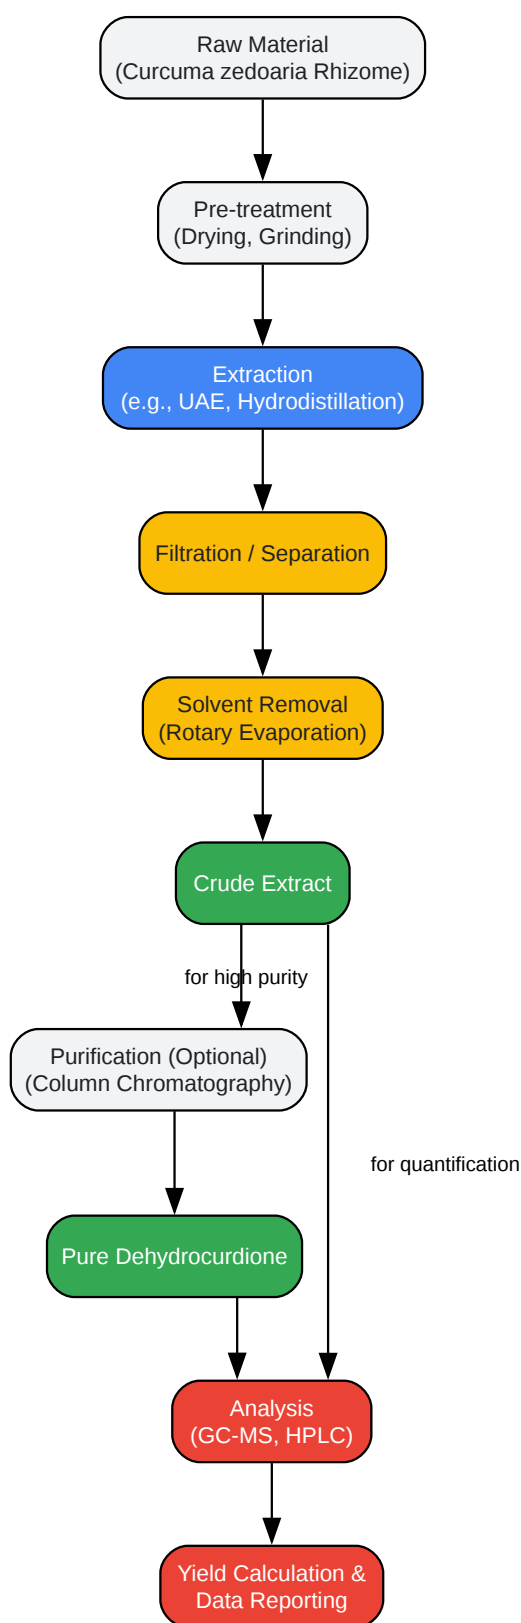 Raw Material
(Curcuma zedoaria Rhizome)
Pre-treatment
(Drying, Grinding)
Extraction
(e.g., UAE, Hydrodistillation)
Filtration / Separation
Solvent Removal
(Rotary Evaporation)
Crude Extract
for high purity
Purification (Optional)
(Column Chromatography)
for quantification
Pure Dehydrocurdione
Analysis
(GC-MS, HPLC)
Yield Calculation &
Data Reporting